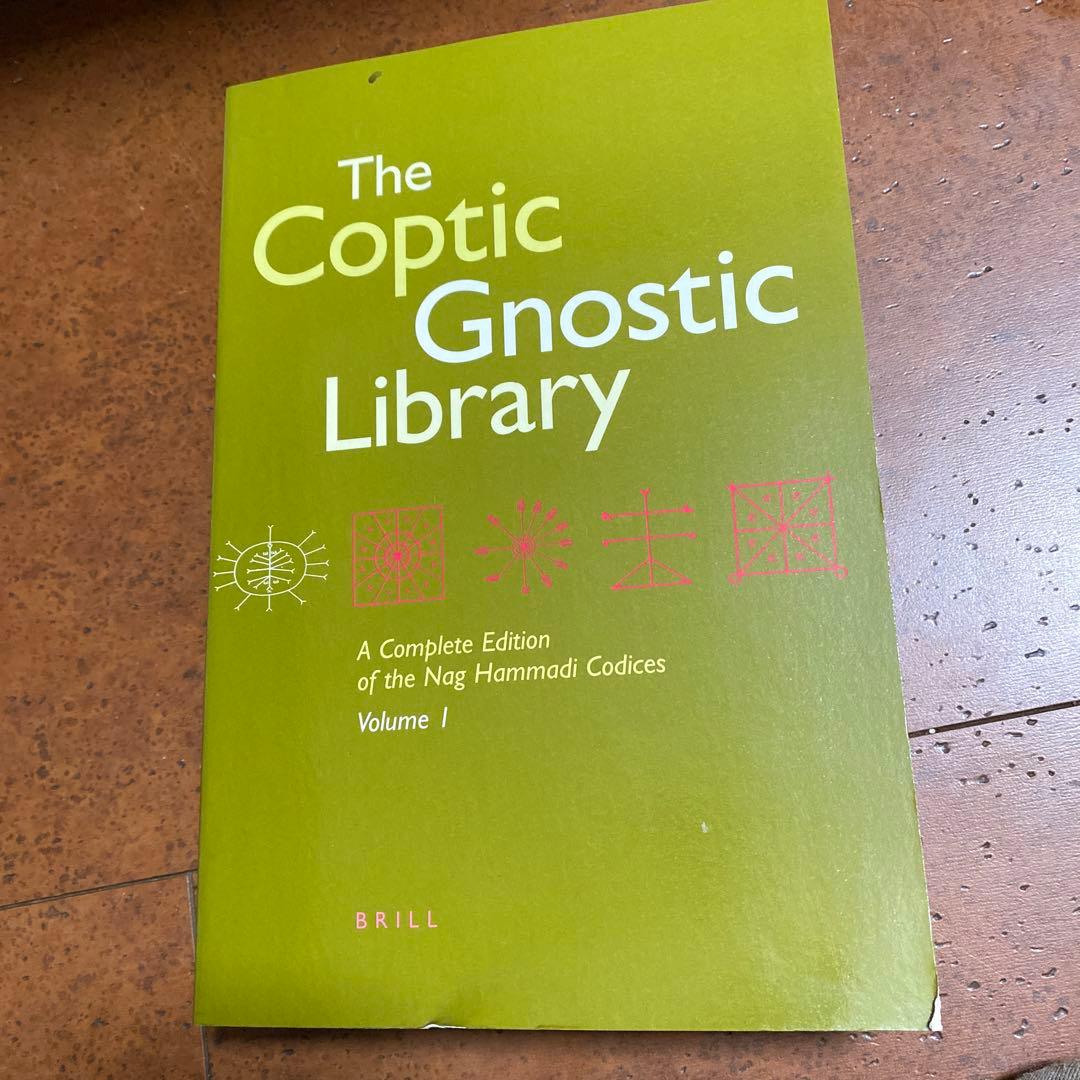 The
Coptic
Gnostic
Library
A Complete Edition
of the Nag Hammadi Codices
Volume I
BRILL